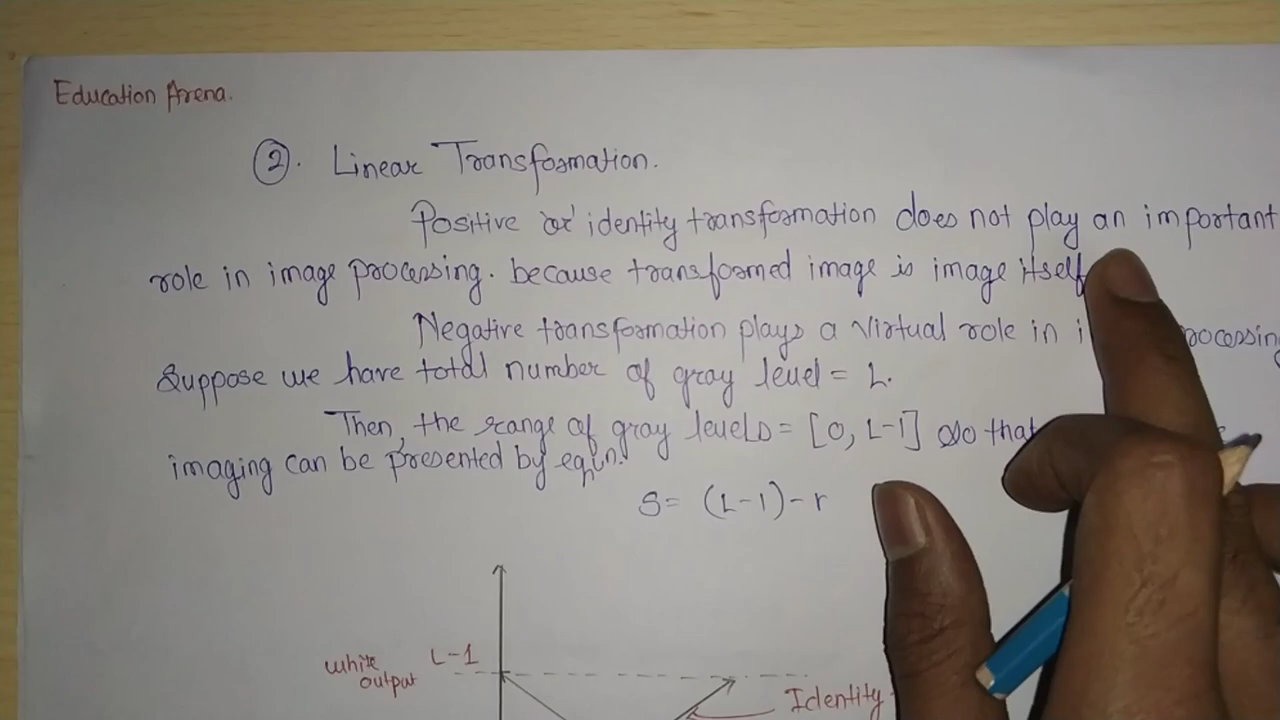 Education Arena.
②. Linear Transformation.
Positive or identity transformation does not play an important
role in image processing. because transformed image is image itself
Negative transformation plays a Virtual role in processing
Suppose we have total number of gray level = L.
Then, the range of gray levels = [0, L-1] so that
imaging can be presented by eqn.
S = (L-1)-r
White L-1
output
Identity